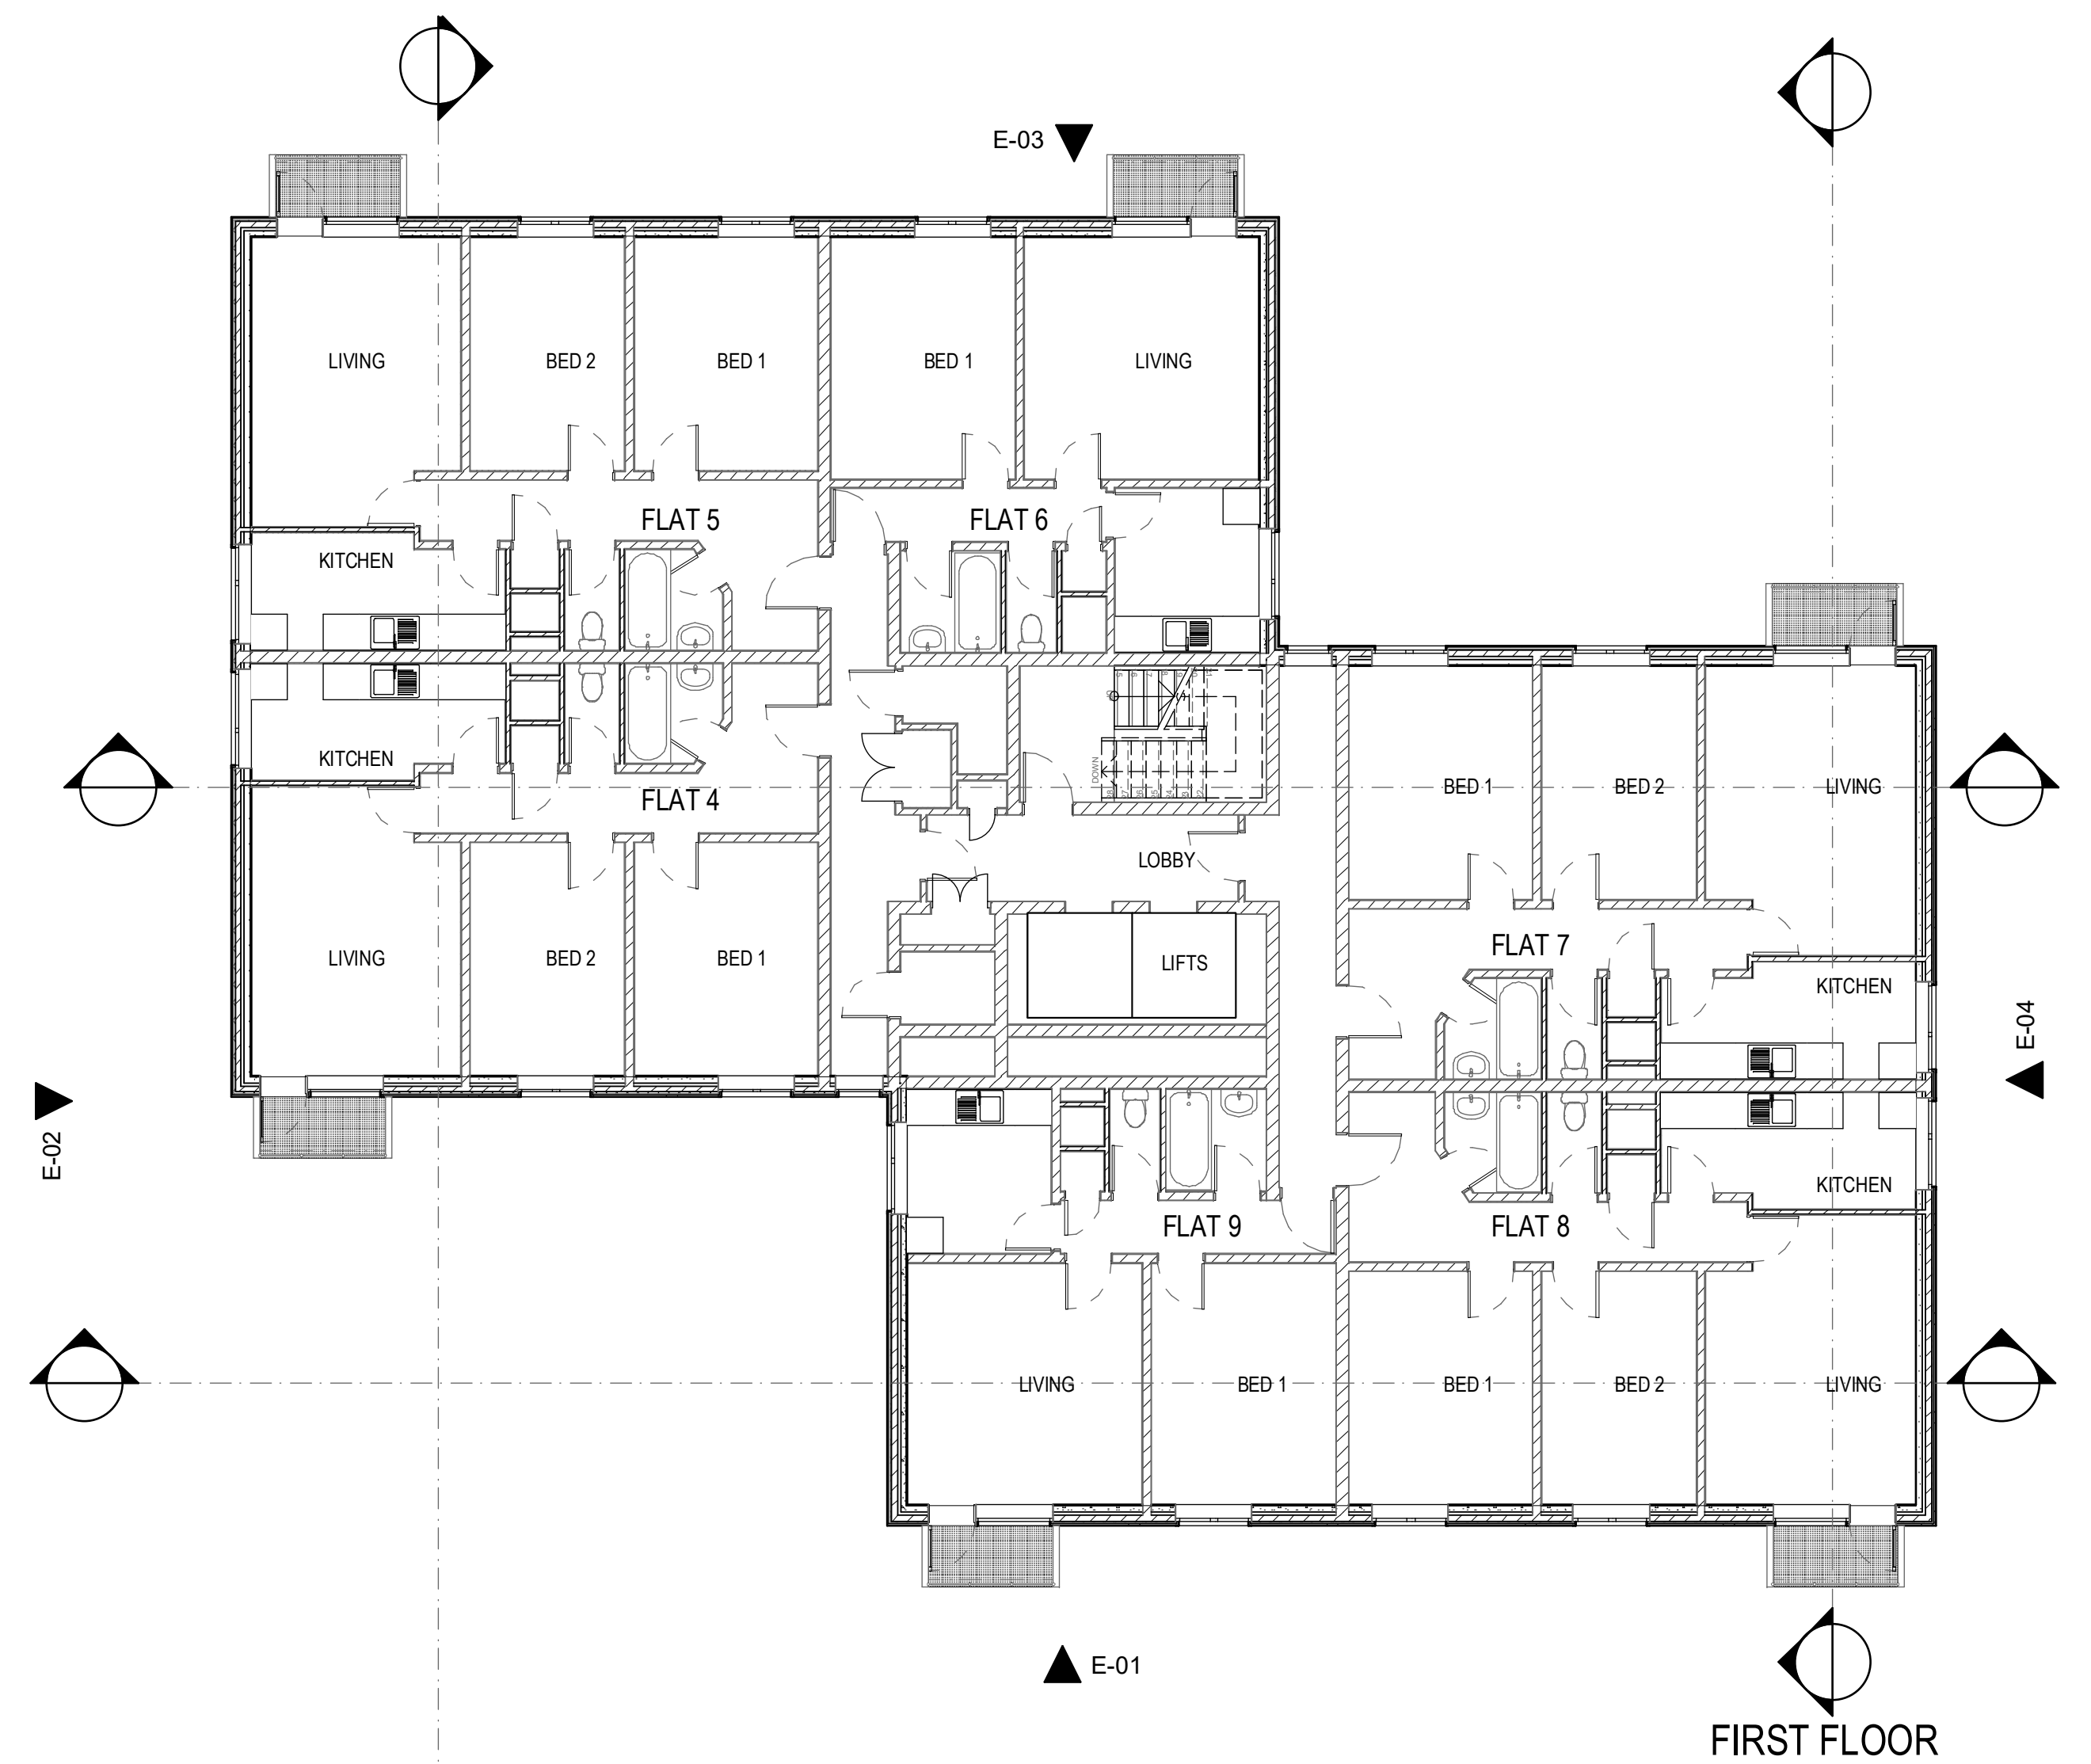 E-03
LIVING
BED 2
BED 1
BED 1
LIVING
FLAT 5
FLAT 6
KITCHEN
KITCHEN
FLAT 4
DOWN
BED 1
BED 2
LIVING
LOBBY
LIVING
BED 2
BED 1
LIFTS
FLAT 7
KITCHEN
E-04
E-02
KITCHEN
FLAT 9
FLAT 8
LIVING
BED 1
BED 1
BED 2
LIVING
E-01
FIRST FLOOR